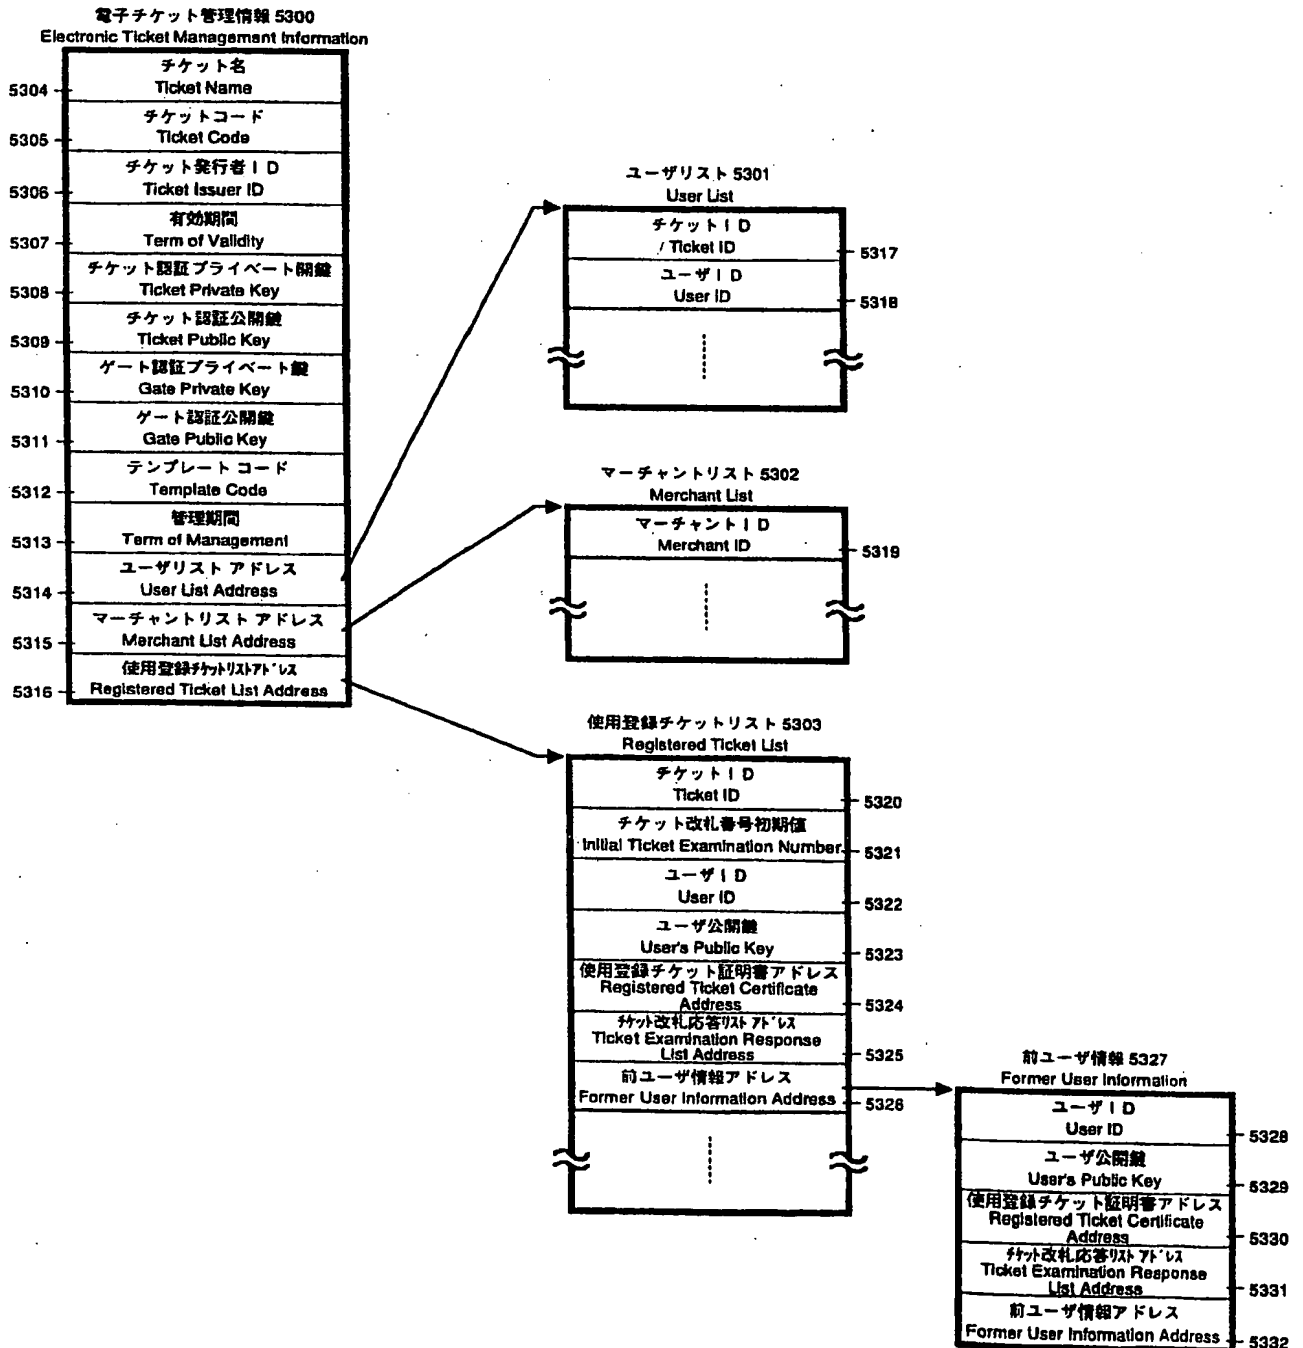 電子チケット管理情報 5300
Electronic Ticket Management Information
チケット名
Ticket Name
5304
チケットコード
Ticket Code
5305
チケット発行者ID
Ticket Issuer ID
5306
有効期間
Term of Validity
5307
チケット認証プライベート開鍵
Ticket Private Key
5308
チケット認証公開鍵
Ticket Public Key
5309
ゲート認証プライベート鍵
Gate Private Key
5310
ゲート認証公開鍵
Gate Public Key
5311
テンプレート コード
Template Code
5312
管理期間
Term of Management
5313
ユーザリスト アドレス
User List Address
5314
マーチャントリスト アドレス
Merchant List Address
5315
使用登録チケットリストアドレス
Registered Ticket List Address
5316
ユーザリスト 5301
User List
チケットID
Ticket ID
5317
ユーザID
User ID
5318
マーチャントリスト 5302
Merchant List
マーチャントID
Merchant ID
5319
使用登録チケットリスト 5303
Registered Ticket List
チケットID
Ticket ID
5320
チケット改札番号初期値
Initial Ticket Examination Number
5321
ユーザID
User ID
5322
ユーザ公開鍵
User's Public Key
5323
使用登録チケット証明書アドレス
Registered Ticket Certificate
Address
5324
チケット改札応答リスト アドレス
Ticket Examination Response
List Address
5325
前ユーザ情報アドレス
Former User Information Address
5326
前ユーザ情報 5327
Former User Information
ユーザID
User ID
5328
ユーザ公開鍵
User's Public Key
5329
使用登録チケット証明書アドレス
Registered Ticket Certificate
Address
5330
チケット改札応答リスト アドレス
Ticket Examination Response
List Address
5331
前ユーザ情報アドレス
Former User Information Address
5332